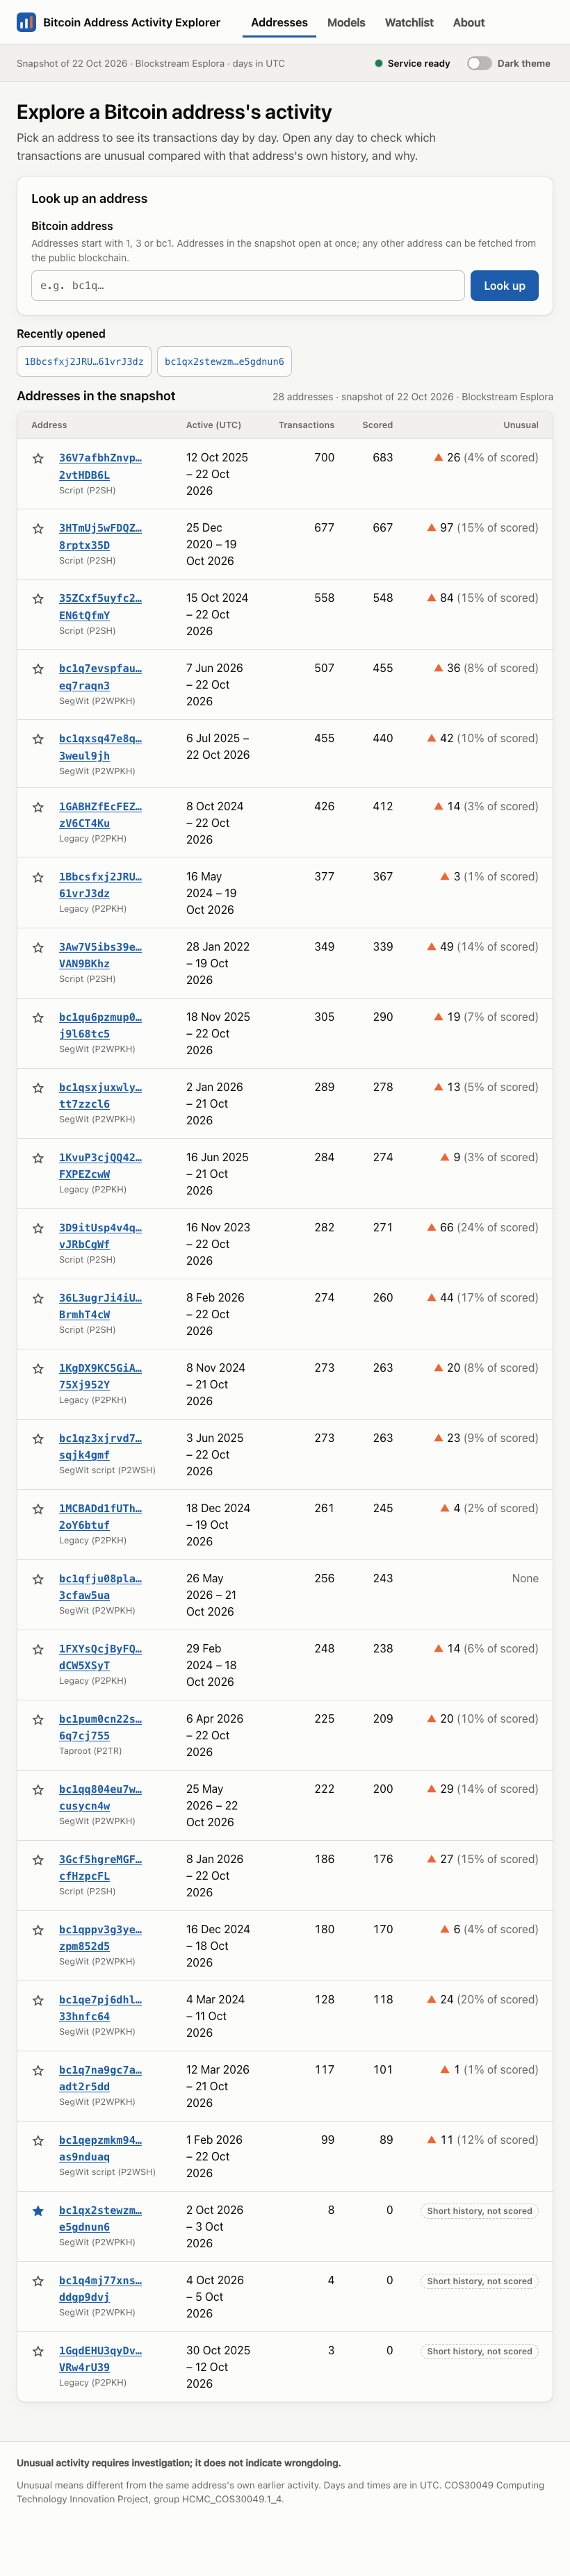 Bitcoin Address Activity Explorer Addresses Models Watchlist About
Snapshot of 22 Oct 2026 · Blockstream Esplora · days in UTC Service ready Dark theme
Explore a Bitcoin address's activity
Pick an address to see its transactions day by day. Open any day to check which
transactions are unusual compared with that address's own history, and why.
Look up an address
Bitcoin address
Addresses start with 1, 3 or bc1. Addresses in the snapshot open at once; any other address can be fetched from
the public blockchain.
e.g. bc1q… Look up
Recently opened
1Bbcsfxj2JRU…61vrJ3dz bc1qx2stewzm…e5gdnun6
Addresses in the snapshot 28 addresses · snapshot of 22 Oct 2026 · Blockstream Esplora
Address Active (UTC) Transactions Scored Unusual
36V7afbhZnvp… 12 Oct 2025 700 683 26 (4% of scored)
2vtHDB6L – 22 Oct
Script (P2SH) 2026
3HTmUj5wFDQZ… 25 Dec 677 667 97 (15% of scored)
8rptx35D 2020 – 19
Script (P2SH) Oct 2026
35ZCxf5uyfc2… 15 Oct 2024 558 548 84 (15% of scored)
EN6tQfmY – 22 Oct
Script (P2SH) 2026
bc1q7evspfau… 7 Jun 2026 507 455 36 (8% of scored)
eq7raqn3 – 22 Oct
SegWit (P2WPKH) 2026
bc1qxsq47e8q… 6 Jul 2025 – 455 440 42 (10% of scored)
3weul9jh 22 Oct 2026
SegWit (P2WPKH)
1GABHZfEcFEZ… 8 Oct 2024 426 412 14 (3% of scored)
zV6CT4Ku – 22 Oct
Legacy (P2PKH) 2026
1Bbcsfxj2JRU… 16 May 377 367 3 (1% of scored)
61vrJ3dz 2024 – 19
Legacy (P2PKH) Oct 2026
3Aw7V5ibs39e… 28 Jan 2022 349 339 49 (14% of scored)
VAN9BKhz – 19 Oct
Script (P2SH) 2026
bc1qu6pzmup0… 18 Nov 2025 305 290 19 (7% of scored)
j9l68tc5 – 22 Oct
SegWit (P2WPKH) 2026
bc1qsxjuxwly… 2 Jan 2026 289 278 13 (5% of scored)
tt7zzcl6 – 21 Oct
SegWit (P2WPKH) 2026
1KvuP3cjQQ42… 16 Jun 2025 284 274 9 (3% of scored)
FXPEZcwW – 21 Oct
Legacy (P2PKH) 2026
3D9itUsp4v4q… 16 Nov 2023 282 271 66 (24% of scored)
vJRbCgWf – 22 Oct
Script (P2SH) 2026
36L3ugrJi4iU… 8 Feb 2026 274 260 44 (17% of scored)
BrmhT4cW – 22 Oct
Script (P2SH) 2026
1KgDX9KC5GiA… 8 Nov 2024 273 263 20 (8% of scored)
75Xj952Y – 21 Oct
Legacy (P2PKH) 2026
bc1qz3xjrvd7… 3 Jun 2025 273 263 23 (9% of scored)
sqjk4gmf – 22 Oct
SegWit script (P2WSH) 2026
1MCBADd1fUTh… 18 Dec 2024 261 245 4 (2% of scored)
2oY6btuf – 19 Oct
Legacy (P2PKH) 2026
bc1qfju08pla… 26 May 256 243 None
3cfaw5ua 2026 – 21
SegWit (P2WPKH) Oct 2026
1FXYsQcjByFQ… 29 Feb 248 238 14 (6% of scored)
dCW5XSyT 2024 – 18
Legacy (P2PKH) Oct 2026
bc1pum0cn22s… 6 Apr 2026 225 209 20 (10% of scored)
6q7cj755 – 22 Oct
Taproot (P2TR) 2026
bc1qq804eu7w… 25 May 222 200 29 (14% of scored)
cusycn4w 2026 – 22
SegWit (P2WPKH) Oct 2026
3Gcf5hgreMGF… 8 Jan 2026 186 176 27 (15% of scored)
cfHzpcFL – 22 Oct
Script (P2SH) 2026
bc1qppv3g3ye… 16 Dec 2024 180 170 6 (4% of scored)
zpm852d5 – 18 Oct
SegWit (P2WPKH) 2026
bc1qe7pj6dhl… 4 Mar 2024 128 118 24 (20% of scored)
33hnfc64 – 11 Oct
SegWit (P2WPKH) 2026
bc1q7na9gc7a… 12 Mar 2026 117 101 1 (1% of scored)
adt2r5dd – 21 Oct
SegWit (P2WPKH) 2026
bc1qepzmkm94… 1 Feb 2026 99 89 11 (12% of scored)
as9nduaq – 22 Oct
SegWit script (P2WSH) 2026
bc1qx2stewzm… 2 Oct 2026 8 0 Short history, not scored
e5gdnun6 – 3 Oct
SegWit (P2WPKH) 2026
bc1q4mj77xns… 4 Oct 2026 4 0 Short history, not scored
ddgp9dvj – 5 Oct
SegWit (P2WPKH) 2026
1GqdEHU3qyDv… 30 Oct 2025 3 0 Short history, not scored
VRw4rU39 – 12 Oct
Legacy (P2PKH) 2026
Unusual activity requires investigation; it does not indicate wrongdoing.
Unusual means different from the same address's own earlier activity. Days and times are in UTC. COS30049 Computing
Technology Innovation Project, group HCMC_COS30049.1_4.